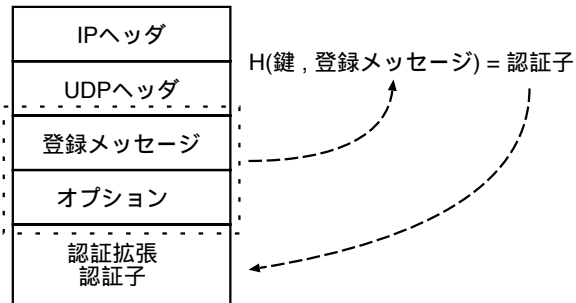 IPヘッダ
UDPヘッダ
登録メッセージ
オプション
認証拡張
認証子
H(鍵 , 登録メッセージ) = 認証子